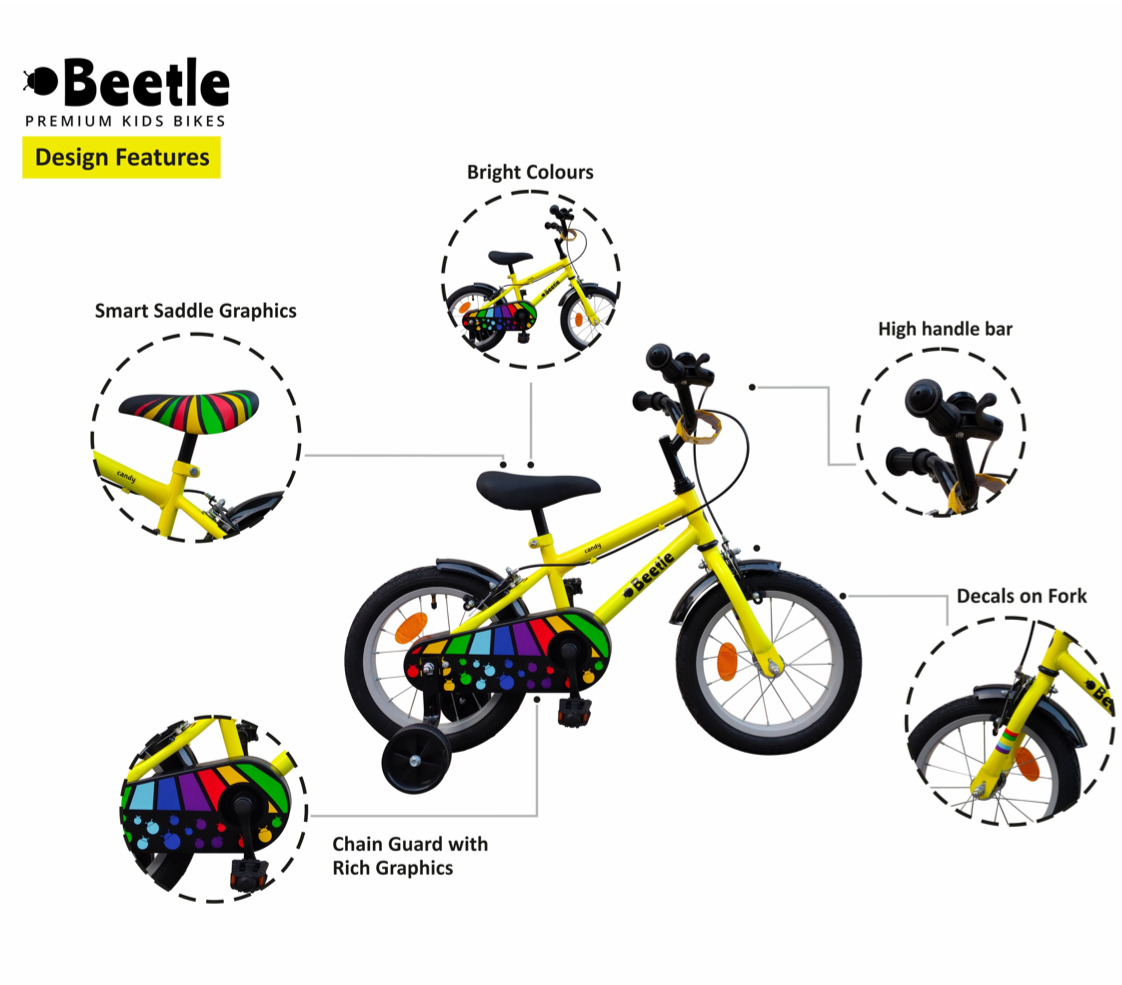 Beetle
PREMIUM KIDS BIKES
Design Features
Bright Colours
Smart Saddle Graphics
High handle bar
candy
candy
Beetle
Decals on Fork
Be
Chain Guard with
Rich Graphics